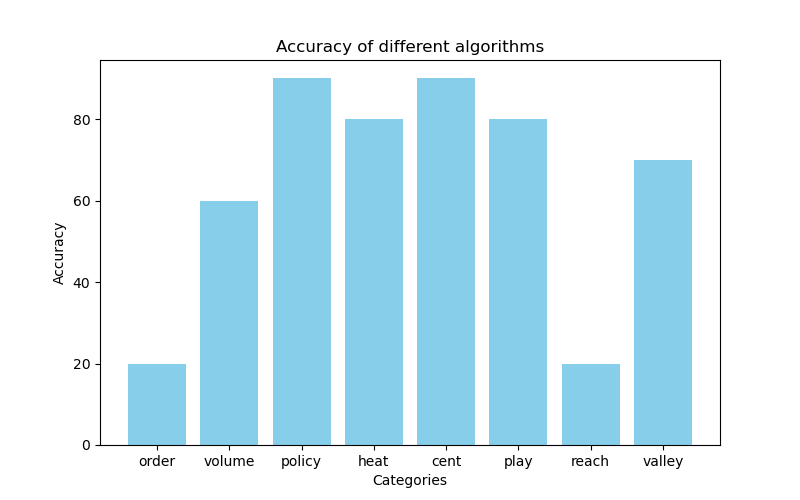 Accuracy of different algorithms
Accuracy
80
60
40
20
0
order volume policy heat cent play reach valley
Categories